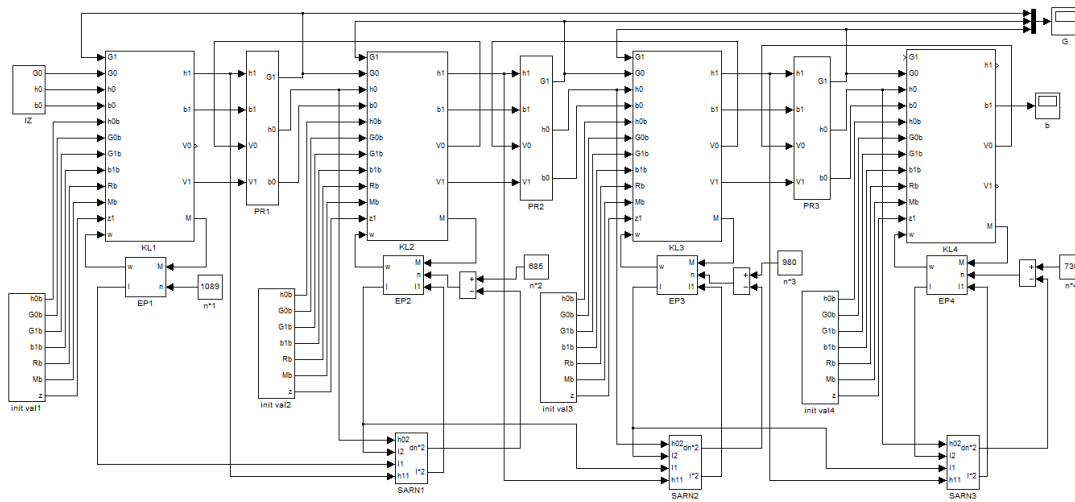 G
G0
h0
b0
IZ
G1
G0
h0
b0
h0b
G0b
G1b
b1b
Rb
Mb
z1
w
h1
b1
V0
V1
M
KL1
h1
b1
V0
V1
G1
h0
b0
PR1
G1
G0
h0
b0
h0b
G0b
G1b
b1b
Rb
Mb
z1
w
h1
b1
V0
V1
M
KL2
h1
b1
V0
V1
G1
h0
b0
PR2
G1
G0
h0
b0
h0b
G0b
G1b
b1b
Rb
Mb
z1
w
h1
b1
V0
V1
M
KL3
h1
b1
V0
V1
G1
h0
b0
PR3
G1
G0
h0
b0
h0b
G0b
G1b
b1b
Rb
Mb
z1
w
h1
b1
V0
V1
M
KL4
b
w
I
M
n
EP1
1089
n*1
w
I
M
n
I1
EP2
+
−
685
n*2
w
I
M
n
I1
EP3
+
−
980
n*3
w
I
M
n
I1
EP4
+
−
h0b
G0b
G1b
b1b
Rb
Mb
z
init val1
h0b
G0b
G1b
b1b
Rb
Mb
z
init val2
h0b
G0b
G1b
b1b
Rb
Mb
z
init val3
h0b
G0b
G1b
b1b
Rb
Mb
z
init val4
h02
I2
I1
h11
dn*2
I*2
SARN1
h02
I2
I1
h11
dn*2
I*2
SARN2
h02
I2
I1
h11
dn*2
I*2
SARN3